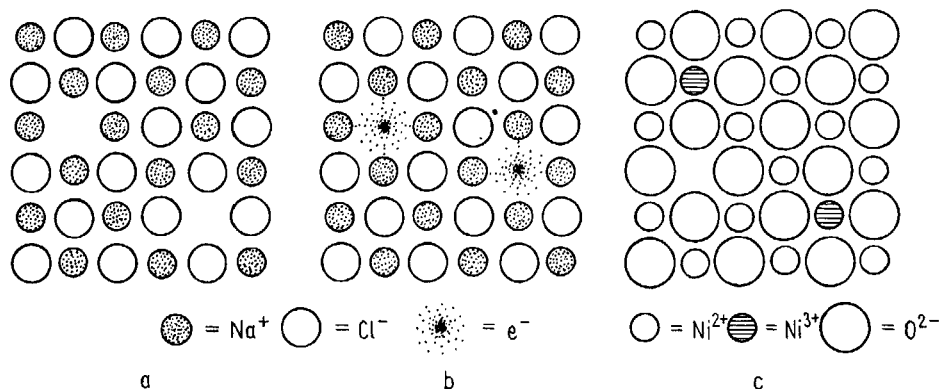 = Na⁺ = Cl⁻ = e⁻ = Ni²⁺ = Ni³⁺ = O²⁻
a b c